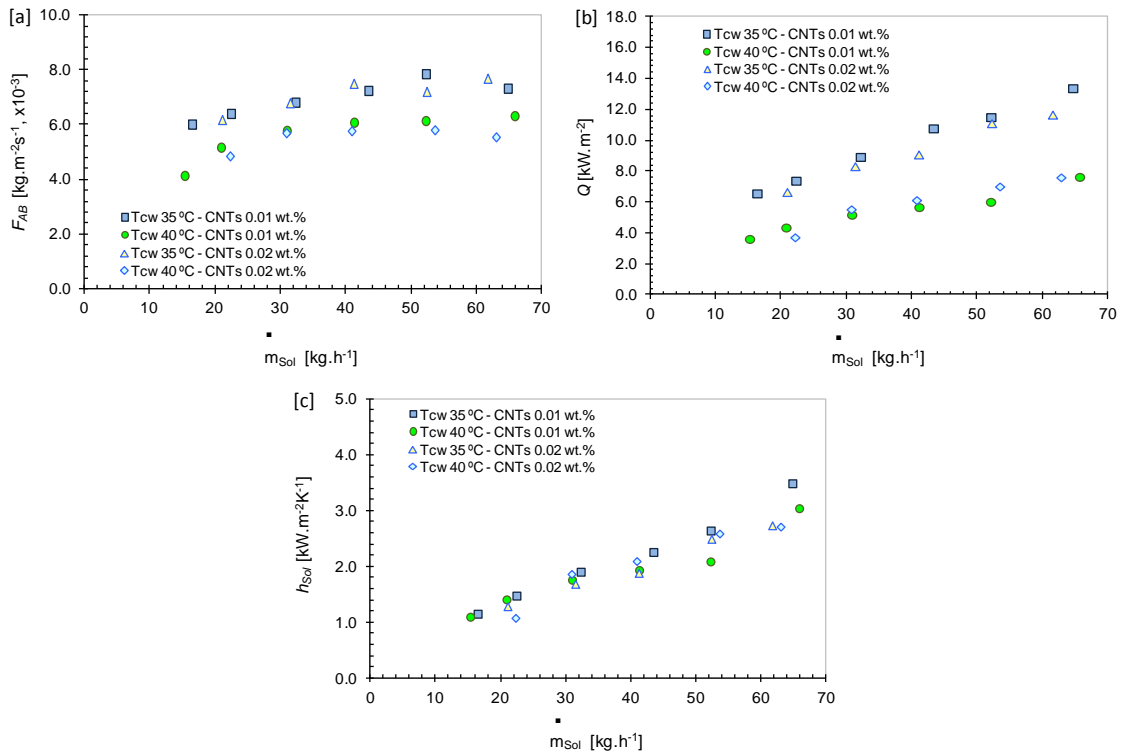 [a]
10.0
8.0
6.0
4.0
2.0
0.0
F_AB [kg.m-2s-1, x10-3]
Tcw 35 ºC - CNTs 0.01 wt.%
Tcw 40 ºC - CNTs 0.01 wt.%
Tcw 35 ºC - CNTs 0.02 wt.%
Tcw 40 ºC - CNTs 0.02 wt.%
0 10 20 30 40 50 60 70
ṁSol [kg.h-1]
[b]
18.0
16.0
14.0
12.0
10.0
8.0
6.0
4.0
2.0
0.0
Q [kW.m-2]
Tcw 35 ºC - CNTs 0.01 wt.%
Tcw 40 ºC - CNTs 0.01 wt.%
Tcw 35 ºC - CNTs 0.02 wt.%
Tcw 40 ºC - CNTs 0.02 wt.%
0 10 20 30 40 50 60 70
ṁSol [kg.h-1]
[c]
5.0
4.0
3.0
2.0
1.0
0.0
hSol [kW.m-2K-1]
Tcw 35 ºC - CNTs 0.01 wt.%
Tcw 40 ºC - CNTs 0.01 wt.%
Tcw 35 ºC - CNTs 0.02 wt.%
Tcw 40 ºC - CNTs 0.02 wt.%
0 10 20 30 40 50 60 70
ṁSol [kg.h-1]